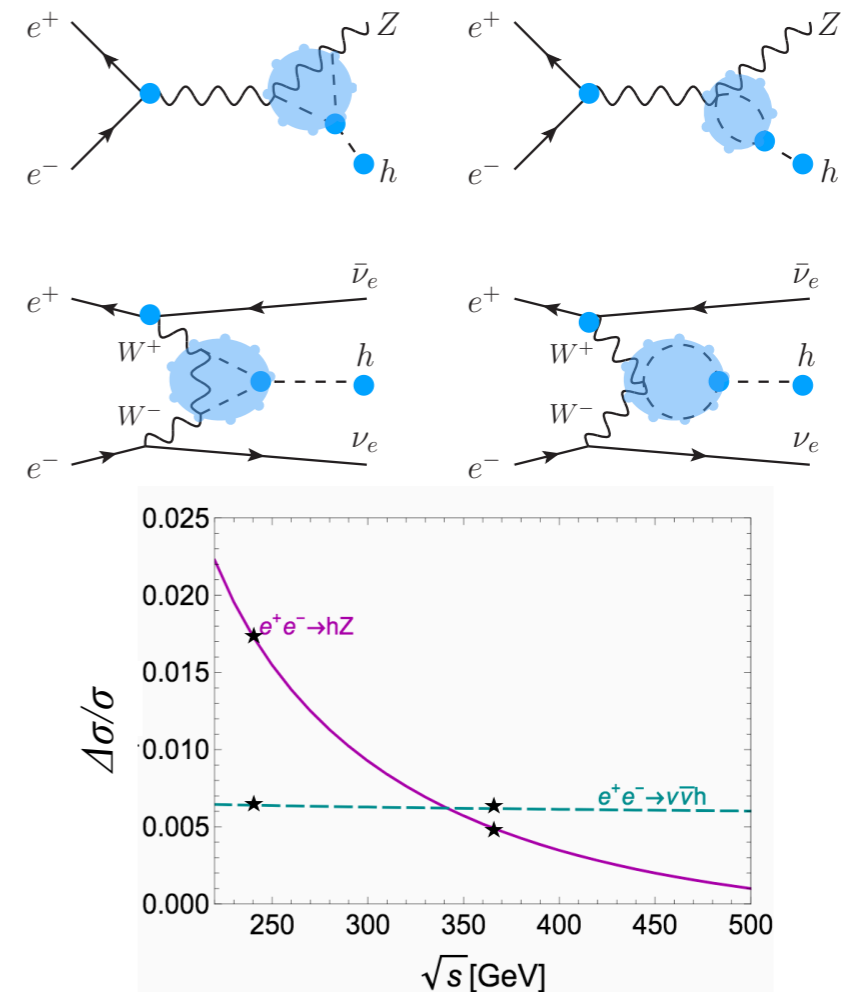 e⁺ Z e⁺ Z
e⁻ h e⁻ h
e⁺ ν̄ₑ e⁺ ν̄ₑ
W⁺ h W⁺ h
W⁻ W⁻
e⁻ νₑ e⁻ νₑ
0.025
0.020
e⁺e⁻→hZ
0.015
Δσ/σ
0.010
e⁺e⁻→νν̄h
0.005
0.000
250 300 350 400 450 500
√s [GeV]